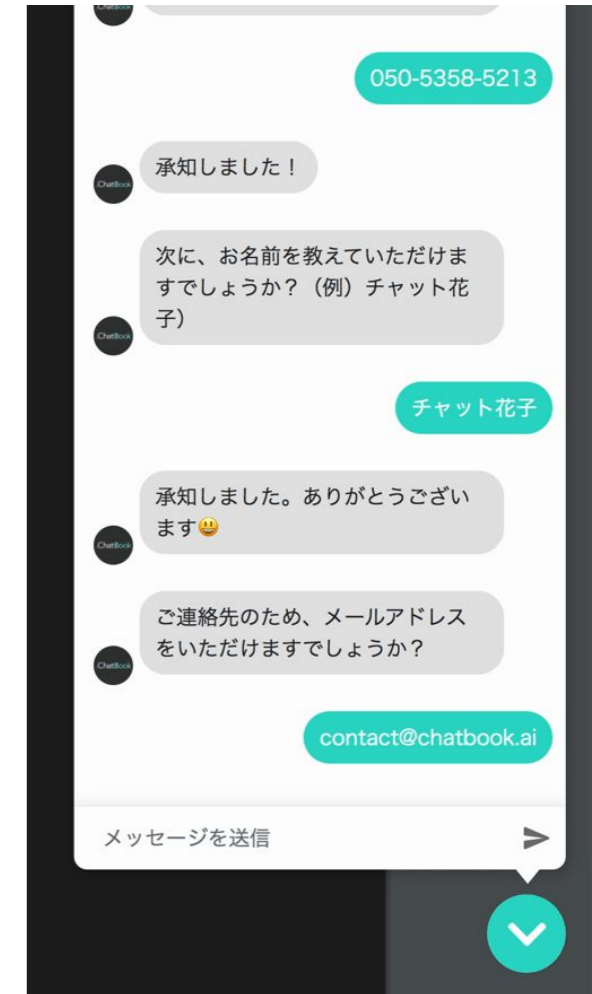 ChatBook
050-5358-5213
承知しました！
ChatBook
次に、お名前を教えていただけま
すでしょうか？（例）チャット花
子）
ChatBook
チャット花子
承知しました。ありがとうござい
ます😃
ChatBook
ご連絡先のため、メールアドレス
をいただけますでしょうか？
ChatBook
contact@chatbook.ai
メッセージを送信